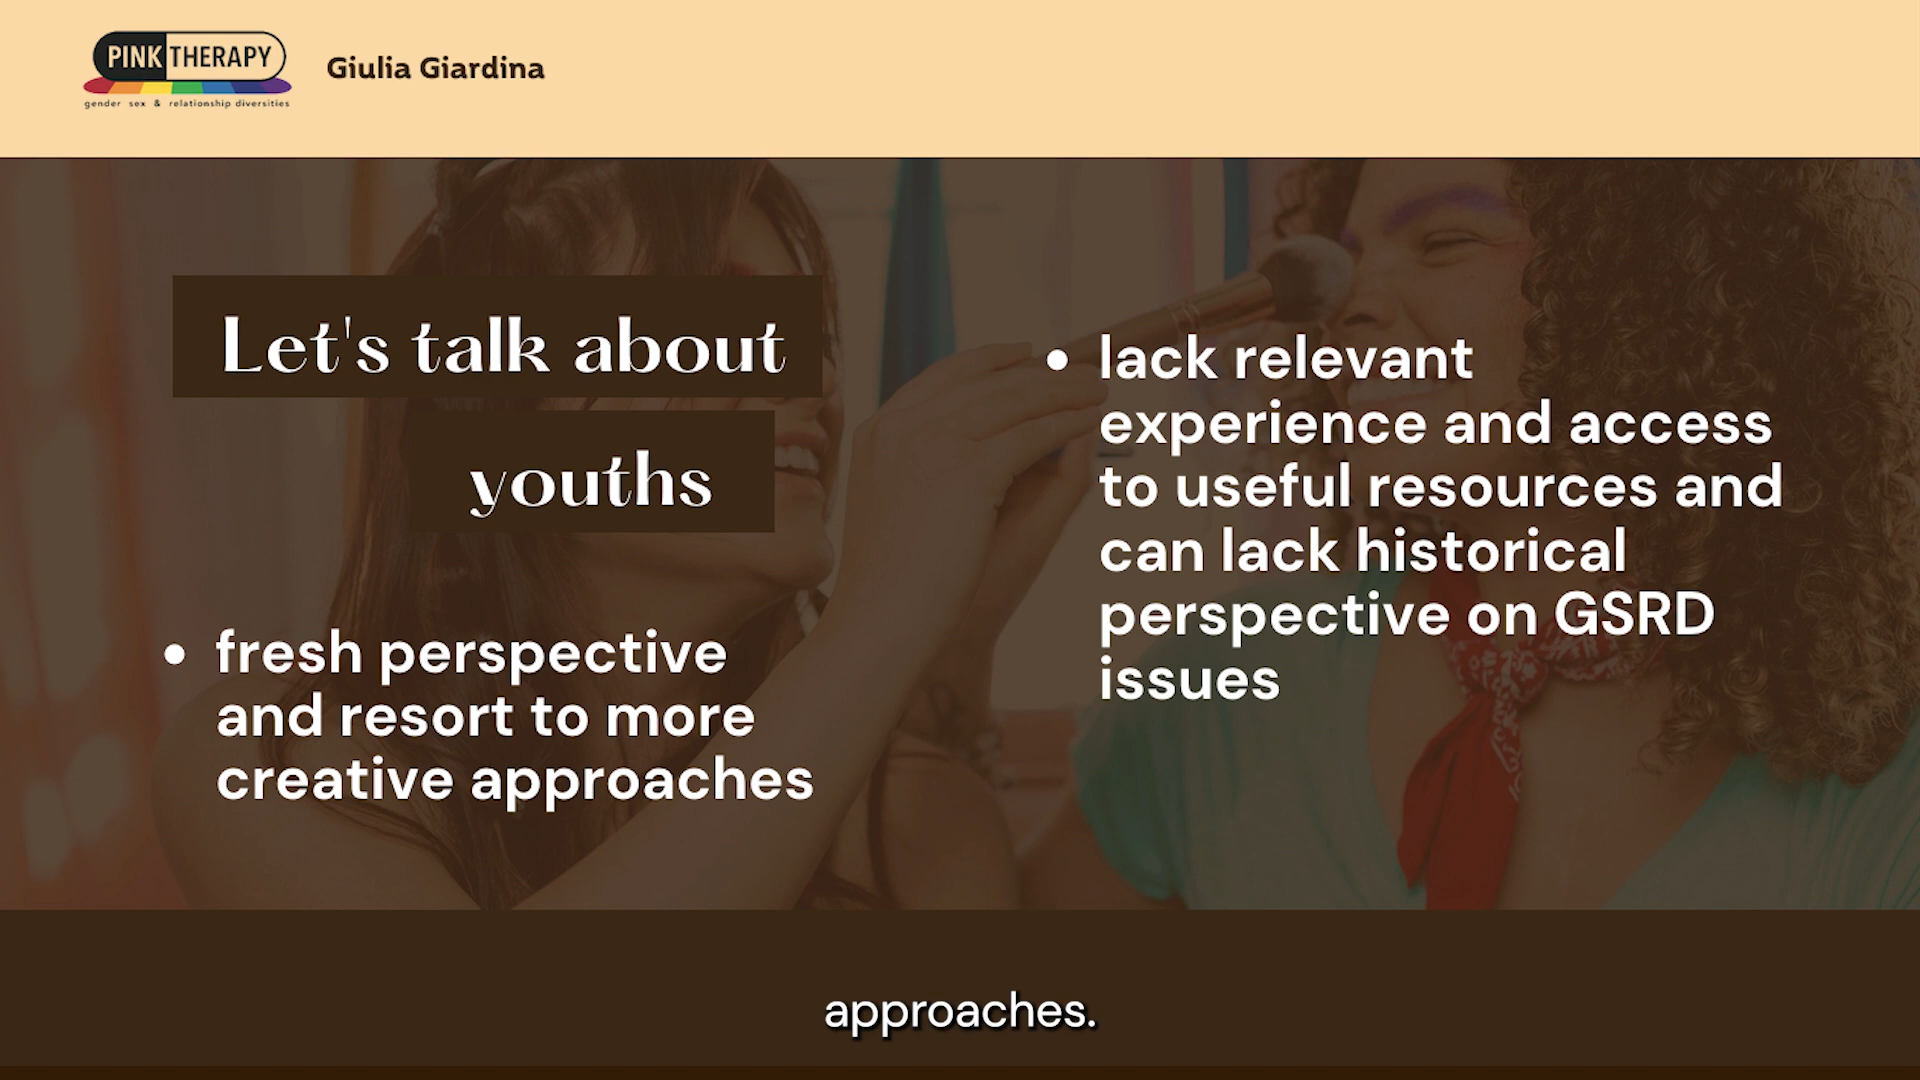 PINK THERAPY
gender sex & relationship diversities
Giulia Giardina
Let's talk about
youths
fresh perspective
and resort to more
creative approaches
lack relevant
experience and access
to useful resources and
can lack historical
perspective on GSRD
issues
approaches.